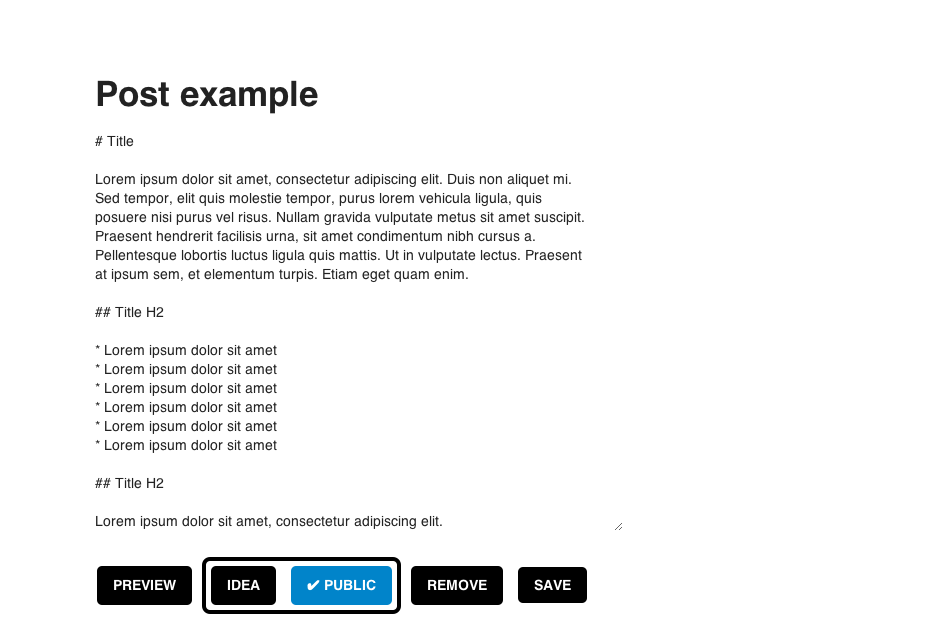 Post example
# Title
Lorem ipsum dolor sit amet, consectetur adipiscing elit. Duis non aliquet mi.
Sed tempor, elit quis molestie tempor, purus lorem vehicula ligula, quis
posuere nisi purus vel risus. Nullam gravida vulputate metus sit amet suscipit.
Praesent hendrerit facilisis urna, sit amet condimentum nibh cursus a.
Pellentesque lobortis luctus ligula quis mattis. Ut in vulputate lectus. Praesent
at ipsum sem, et elementum turpis. Etiam eget quam enim.
## Title H2
* Lorem ipsum dolor sit amet
* Lorem ipsum dolor sit amet
* Lorem ipsum dolor sit amet
* Lorem ipsum dolor sit amet
* Lorem ipsum dolor sit amet
* Lorem ipsum dolor sit amet
## Title H2
Lorem ipsum dolor sit amet, consectetur adipiscing elit.
PREVIEW IDEA ✔ PUBLIC REMOVE SAVE